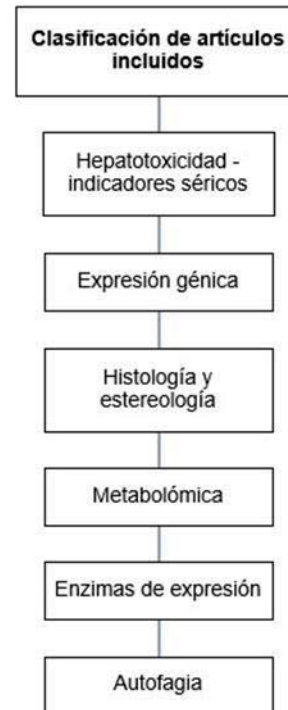 Clasificación de artículos
incluidos
Hepatotoxicidad -
indicadores séricos
Expresión génica
Histología y
estereología
Metabolómica
Enzimas de expresión
Autofagia